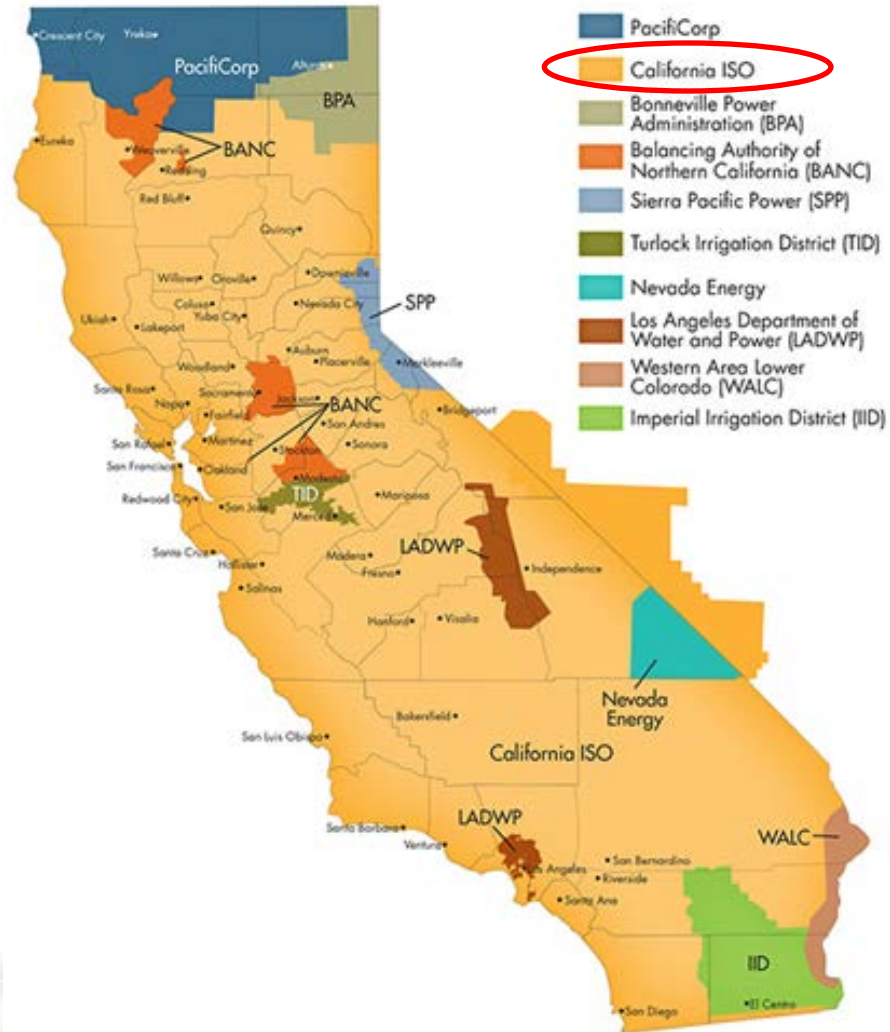 PacifiCorp
California ISO
Bonneville Power
Administration (BPA)
Balancing Authority of
Northern California (BANC)
Sierra Pacific Power (SPP)
Turlock Irrigation District (TID)
Nevada Energy
Los Angeles Department of
Water and Power (LADWP)
Western Area Lower
Colorado (WALC)
Imperial Irrigation District (IID)
Crescent City
Yreka
PacifiCorp
Alturas
BPA
Eureka
Weaverville
BANC
Redding
Red Bluff
Quincy
Willows
Oroville
Downieville
Colusa
Nevada City
SPP
Ukiah
Yuba City
Lakeport
Auburn
Woodland
Placerville
Markleeville
Santa Rosa
Sacramento
Jackson
BANC
Napa
Fairfield
Bridgeport
San Andres
San Rafael
Martinez
Stockton
Sonora
San Francisco
Oakland
Modesto
Redwood City
San Jose
TID
Mariposa
Merced
Santa Cruz
Hollister
Madera
LADWP
Independence
Fresno
Salinas
Hanford
Visalia
Nevada
Energy
Bakersfield
San Luis Obispo
California ISO
LADWP
Santa Barbara
WALC
Ventura
Los Angeles
San Bernardino
Riverside
Santa Ana
IID
San Diego
El Centro